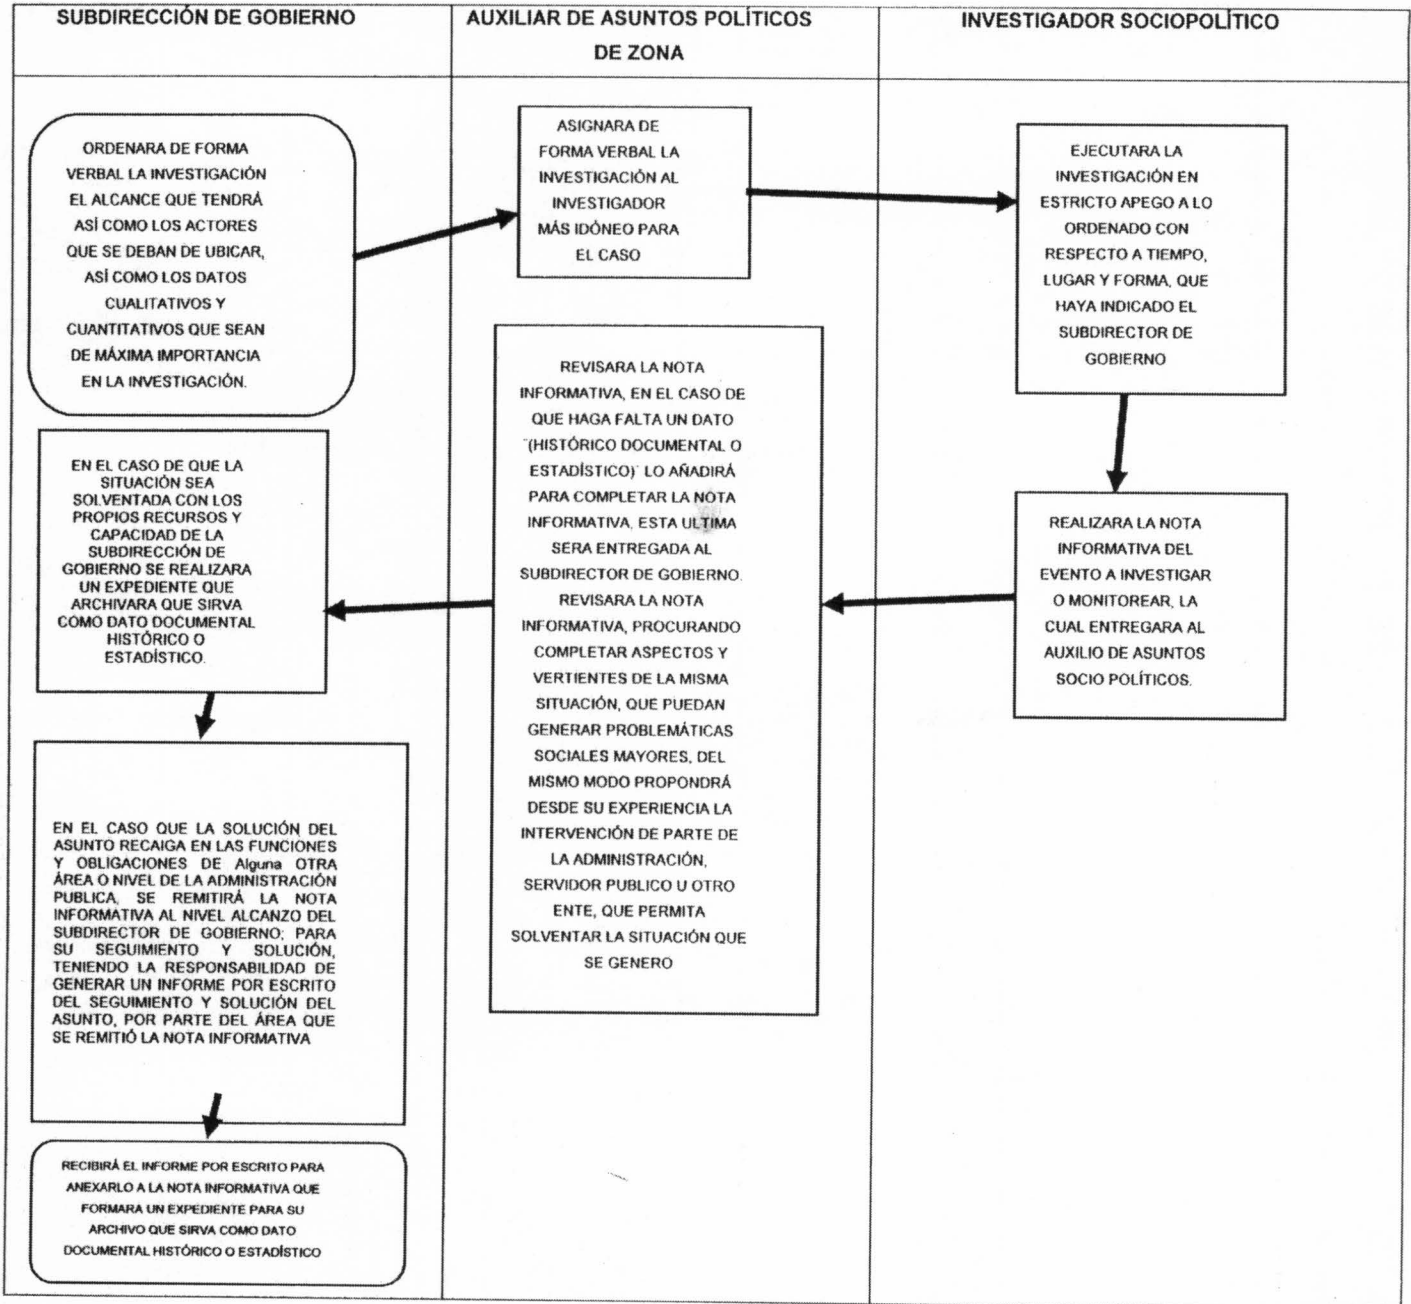 SUBDIRECCIÓN DE GOBIERNO
AUXILIAR DE ASUNTOS POLÍTICOS
DE ZONA
INVESTIGADOR SOCIOPOLÍTICO
ORDENARA DE FORMA
VERBAL LA INVESTIGACIÓN
EL ALCANCE QUE TENDRÁ
ASÍ COMO LOS ACTORES
QUE SE DEBAN DE UBICAR,
ASÍ COMO LOS DATOS
CUALITATIVOS Y
CUANTITATIVOS QUE SEAN
DE MÁXIMA IMPORTANCIA
EN LA INVESTIGACIÓN.
ASIGNARA DE
FORMA VERBAL LA
INVESTIGACIÓN AL
INVESTIGADOR
MÁS IDÓNEO PARA
EL CASO
EJECUTARA LA
INVESTIGACIÓN EN
ESTRICTO APEGO A LO
ORDENADO CON
RESPECTO A TIEMPO,
LUGAR Y FORMA, QUE
HAYA INDICADO EL
SUBDIRECTOR DE
GOBIERNO
REALIZARA LA NOTA
INFORMATIVA DEL
EVENTO A INVESTIGAR
O MONITOREAR, LA
CUAL ENTREGARA AL
AUXILIO DE ASUNTOS
SOCIO POLÍTICOS.
REVISARA LA NOTA
INFORMATIVA, EN EL CASO DE
QUE HAGA FALTA UN DATO
"(HISTÓRICO DOCUMENTAL O
ESTADÍSTICO)" LO AÑADIRÁ
PARA COMPLETAR LA NOTA
INFORMATIVA, ESTA ULTIMA
SERA ENTREGADA AL
SUBDIRECTOR DE GOBIERNO.
REVISARA LA NOTA
INFORMATIVA, PROCURANDO
COMPLETAR ASPECTOS Y
VERTIENTES DE LA MISMA
SITUACIÓN, QUE PUEDAN
GENERAR PROBLEMÁTICAS
SOCIALES MAYORES, DEL
MISMO MODO PROPONDRÁ
DESDE SU EXPERIENCIA LA
INTERVENCIÓN DE PARTE DE
LA ADMINISTRACIÓN,
SERVIDOR PUBLICO U OTRO
ENTE, QUE PERMITA
SOLVENTAR LA SITUACIÓN QUE
SE GENERO
EN EL CASO DE QUE LA
SITUACIÓN SEA
SOLVENTADA CON LOS
PROPIOS RECURSOS Y
CAPACIDAD DE LA
SUBDIRECCIÓN DE
GOBIERNO SE REALIZARA
UN EXPEDIENTE QUE
ARCHIVARA QUE SIRVA
COMO DATO DOCUMENTAL
HISTÓRICO O
ESTADÍSTICO.
EN EL CASO QUE LA SOLUCIÓN DEL
ASUNTO RECAIGA EN LAS FUNCIONES
Y OBLIGACIONES DE Alguna OTRA
ÁREA O NIVEL DE LA ADMINISTRACIÓN
PUBLICA, SE REMITIRÁ LA NOTA
INFORMATIVA AL NIVEL ALCANZO DEL
SUBDIRECTOR DE GOBIERNO; PARA
SU SEGUIMIENTO Y SOLUCIÓN,
TENIENDO LA RESPONSABILIDAD DE
GENERAR UN INFORME POR ESCRITO
DEL SEGUIMIENTO Y SOLUCIÓN DEL
ASUNTO, POR PARTE DEL ÁREA QUE
SE REMITIÓ LA NOTA INFORMATIVA
RECIBIRÁ EL INFORME POR ESCRITO PARA
ANEXARLO A LA NOTA INFORMATIVA QUE
FORMARA UN EXPEDIENTE PARA SU
ARCHIVO QUE SIRVA COMO DATO
DOCUMENTAL HISTÓRICO O ESTADÍSTICO